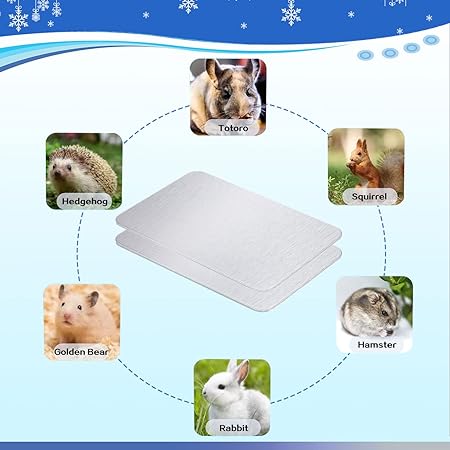 Totoro
Hedgehog
Squirrel
Golden Bear
Hamster
Rabbit